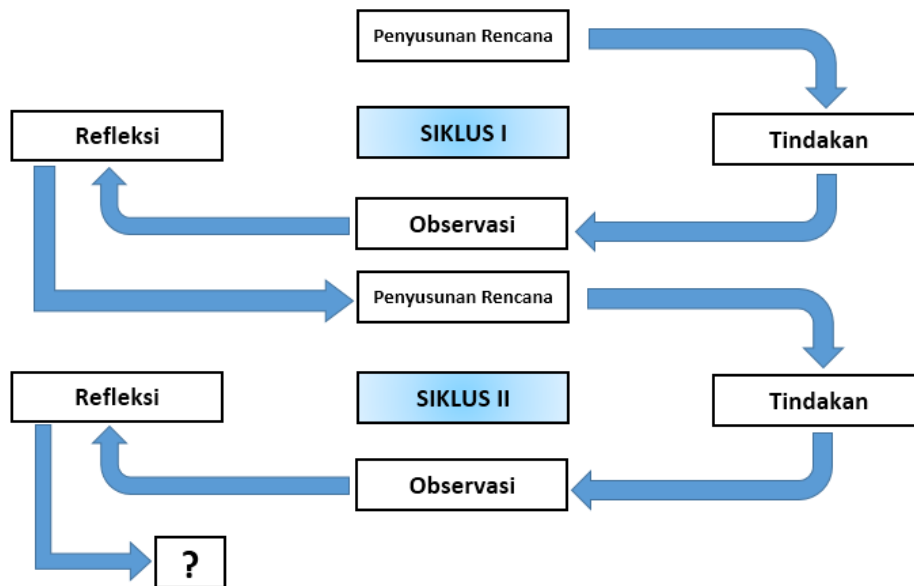 Penyusunan Rencana
Refleksi
SIKLUS I
Tindakan
Observasi
Penyusunan Rencana
Refleksi
SIKLUS II
Tindakan
Observasi
?